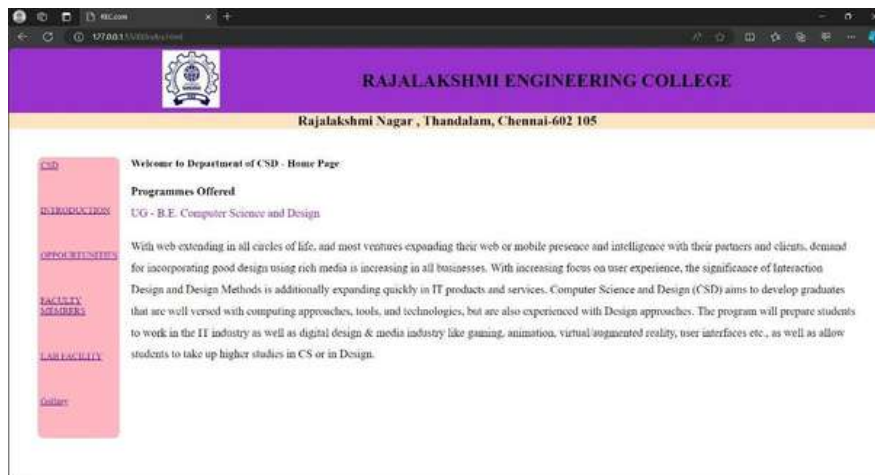 REC.com
127.0.0.1
RAJALAKSHMI ENGINEERING COLLEGE
Rajalakshmi Nagar , Thandalam, Chennai-602 105
CSD
INTRODUCTION
OPPOURTUNITIES
FACULTY
MEMBERS
LAB FACILITY
Gollary
Welcome to Department of CSD - Home Page
Programmes Offered
UG - B.E. Computer Science and Design
With web extending in all circles of life, and most ventures expanding their web or mobile presence and intelligence with their partners and clients, demand
for incorporating good design using rich media is increasing in all businesses. With increasing focus on user experience, the significance of Interaction
Design and Design Methods is additionally expanding quickly in IT products and services. Computer Science and Design (CSD) aims to develop graduates
that are well versed with computing approaches, tools, and technologies, but are also experienced with Design approaches. The program will prepare students
to work in the IT industry as well as digital design & media industry like gaming, animation, virtual/augmented reality, user interfaces etc., as well as allow
students to take up higher studies in CS or in Design.